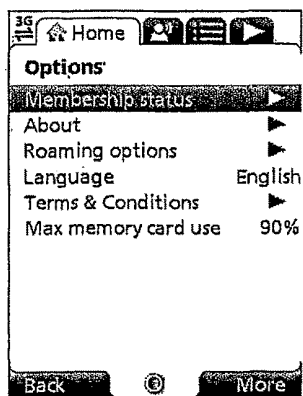 3G
Home
Options
Membership status
About
Roaming options
Language English
Terms & Conditions
Max memory card use 90%
Back More